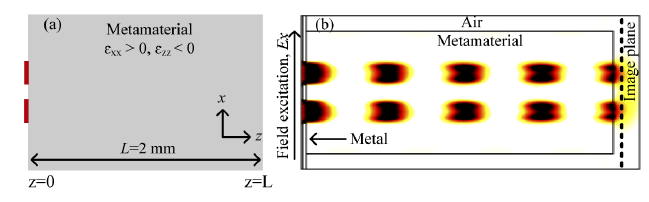 (a)
Metamaterial
εxx > 0, εzz < 0
x
z
L=2 mm
z=0
z=L
(b)
Air
Metamaterial
Field excitation, Ex
Metal
Image plane